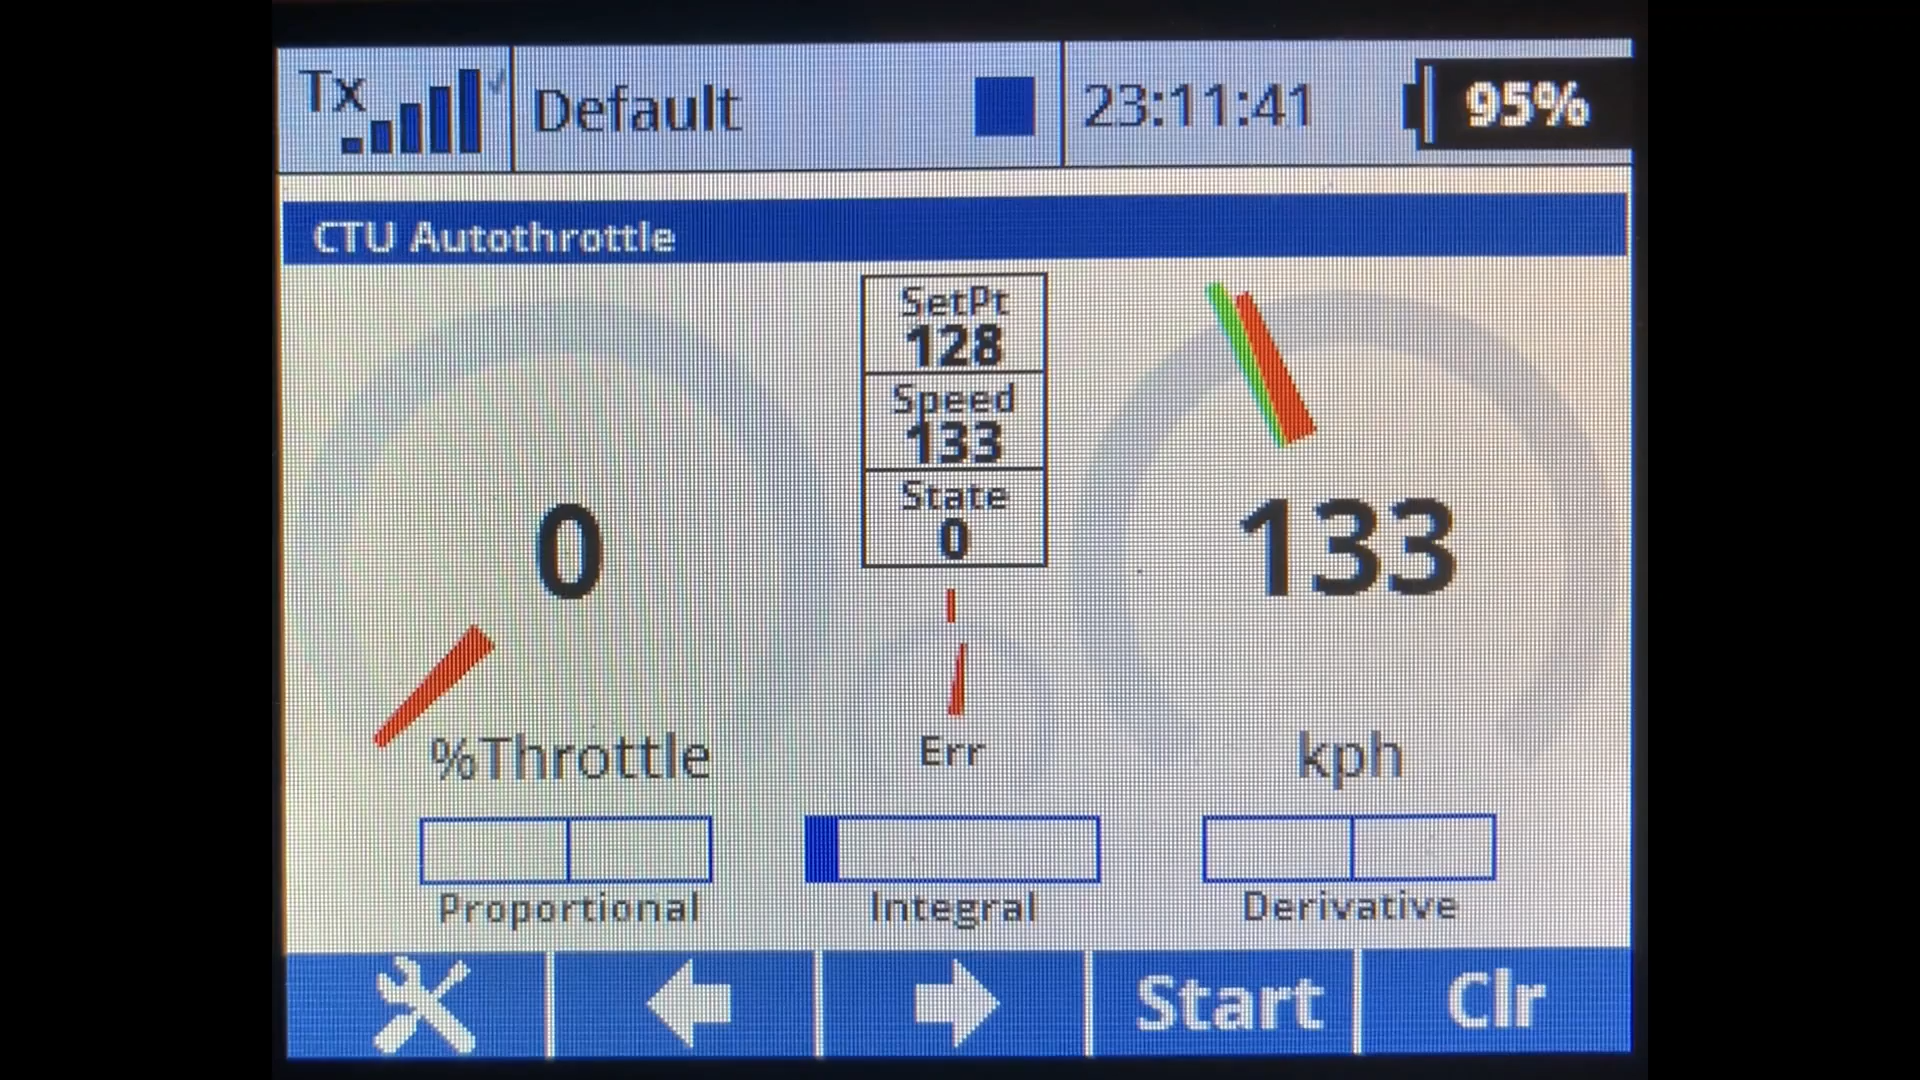 Tx Default 23:11:41 95%
CTU Autothrottle
SetPt
128
Speed
133
State
0
0
133
%Throttle
Err
kph
Proportional
Integral
Derivative
Start
Clr